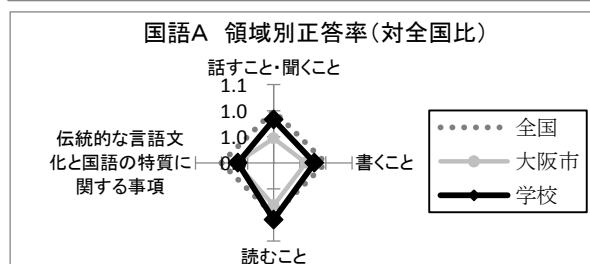 国語A 領域別正答率(対全国比)
話すこと・聞くこと
1.1
1.0
1.0
伝統的な言語文
化と国語の特質に
関する事項
書くこと
読むこと
全国
大阪市
学校